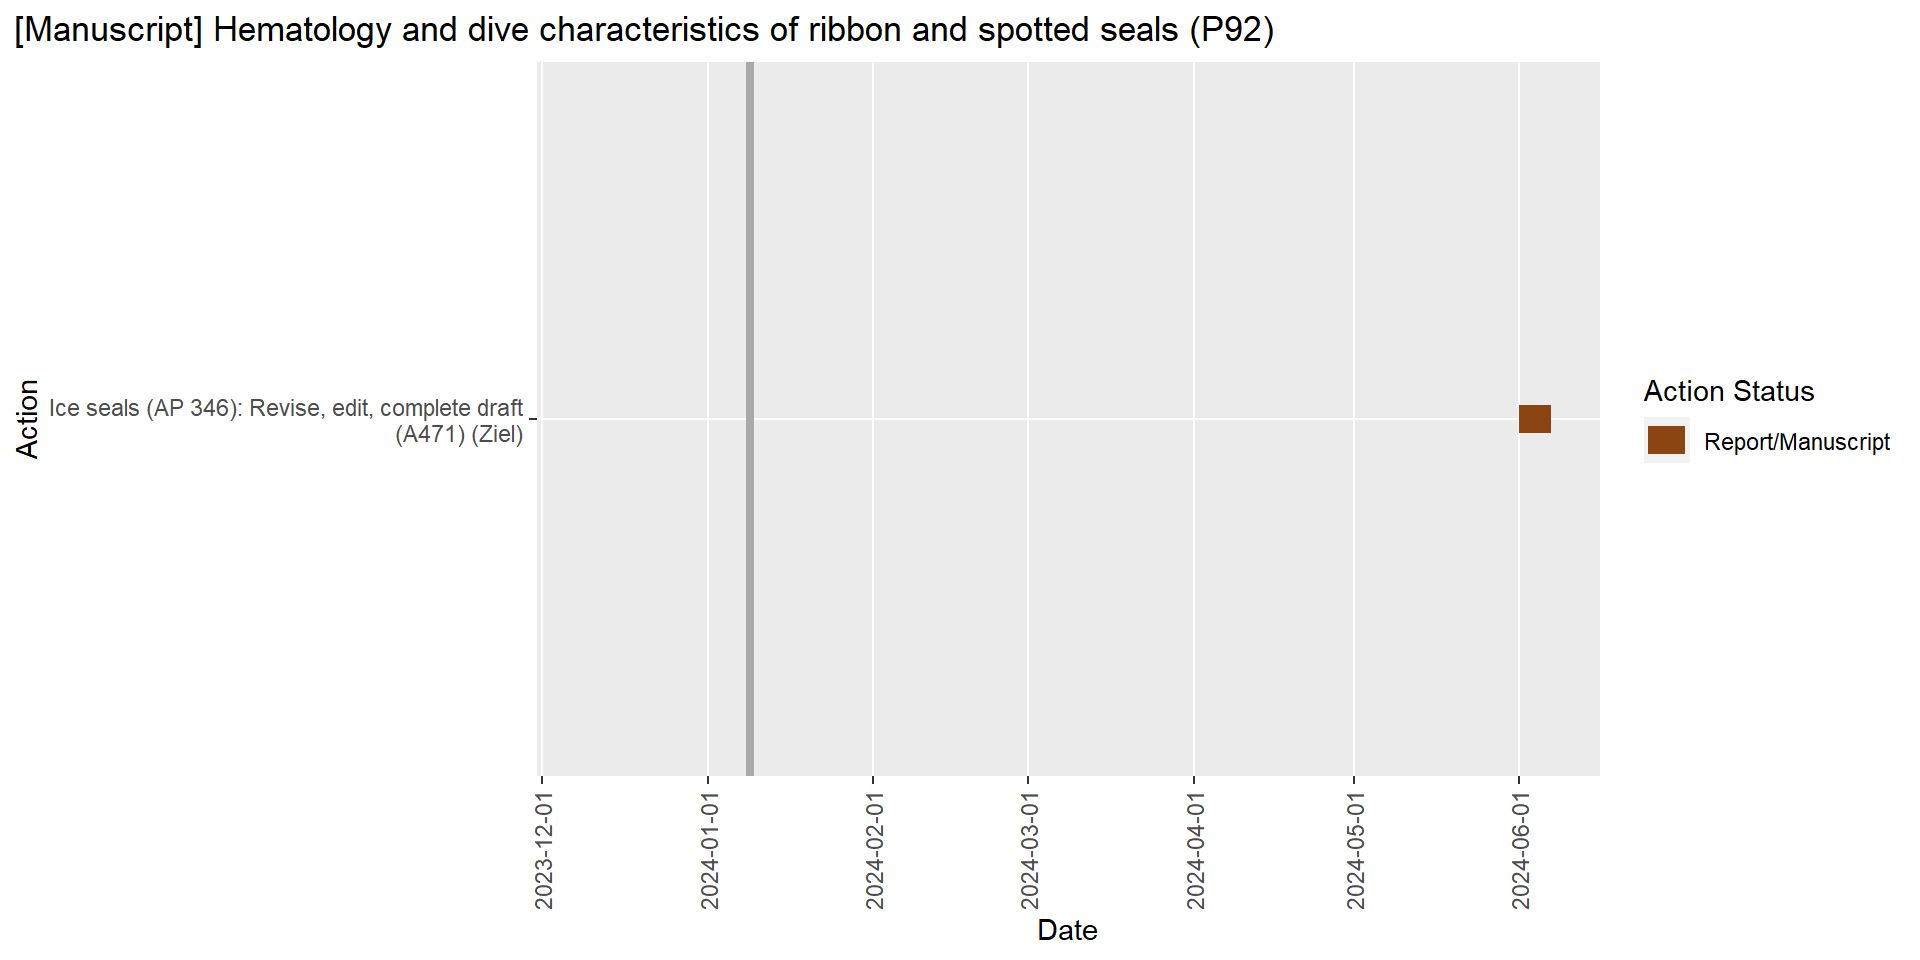 [Manuscript] Hematology and dive characteristics of ribbon and spotted seals (P92)
Action
Ice seals (AP 346): Revise, edit, complete draft
(A471) (Ziel)
Action Status
Report/Manuscript
2023-12-01
2024-01-01
2024-02-01
2024-03-01
2024-04-01
2024-05-01
2024-06-01
Date